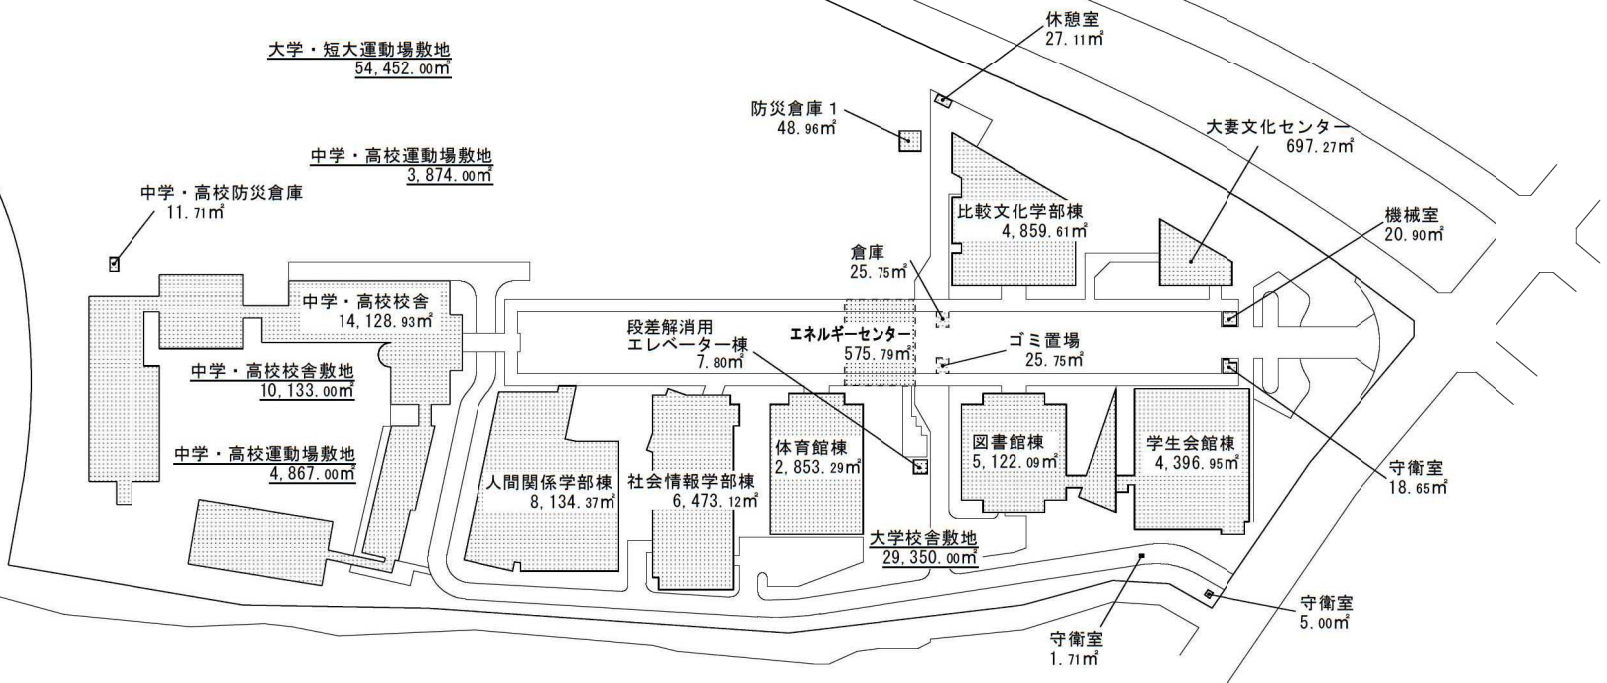 休憩室
27.11㎡
大学・短大運動場敷地
54,452.00㎡
防災倉庫1
48.96㎡
大妻文化センター
697.27㎡
中学・高校運動場敷地
3,874.00㎡
中学・高校防災倉庫
11.71㎡
比較文化学部棟
4,859.61㎡
機械室
20.90㎡
倉庫
25.75㎡
中学・高校校舎
14,128.93㎡
段差解消用
エレベーター棟
7.80㎡
エネルギーセンター
575.79㎡
ゴミ置場
25.75㎡
中学・高校校舎敷地
10,133.00㎡
中学・高校運動場敷地
4,867.00㎡
人間関係学部棟
8,134.37㎡
社会情報学部棟
6,473.12㎡
体育館棟
2,853.29㎡
図書館棟
5,122.09㎡
学生会館棟
4,396.95㎡
守衛室
18.65㎡
大学校舎敷地
29,350.00㎡
守衛室
5.00㎡
守衛室
1.71㎡